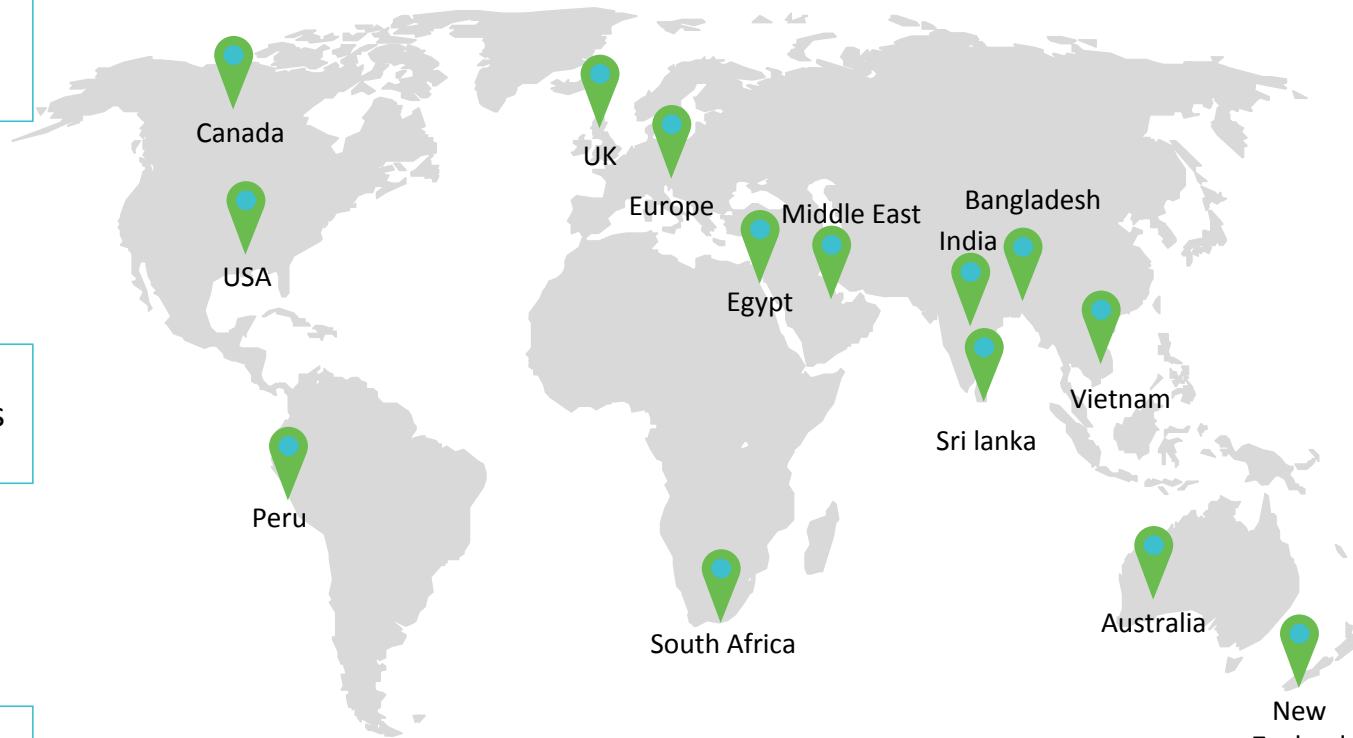 Canada
UK
Europe
Middle East
Bangladesh
India
USA
Egypt
Vietnam
Sri lanka
s
Peru
Australia
South Africa
New